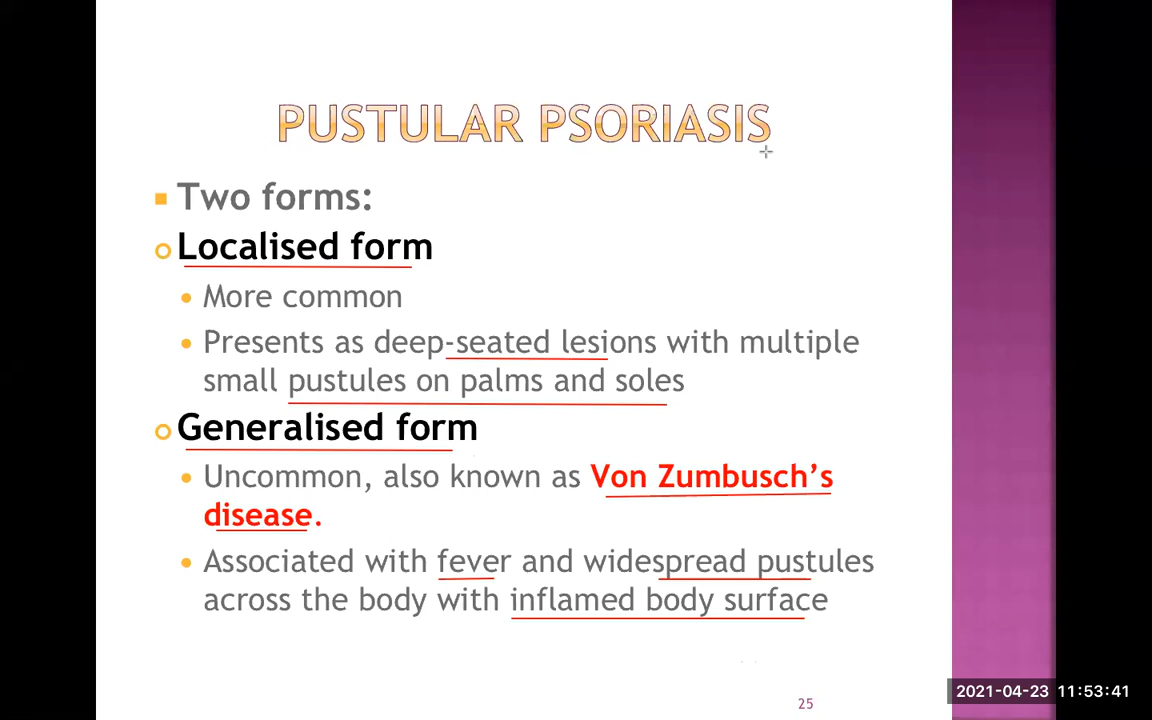 PUSTULAR PSORIASIS
Two forms:
Localised form
More common
Presents as deep-seated lesions with multiple
small pustules on palms and soles
Generalised form
Uncommon, also known as Von Zumbusch’s
disease.
Associated with fever and widespread pustules
across the body with inflamed body surface
25
2021-04-23 11:53:41